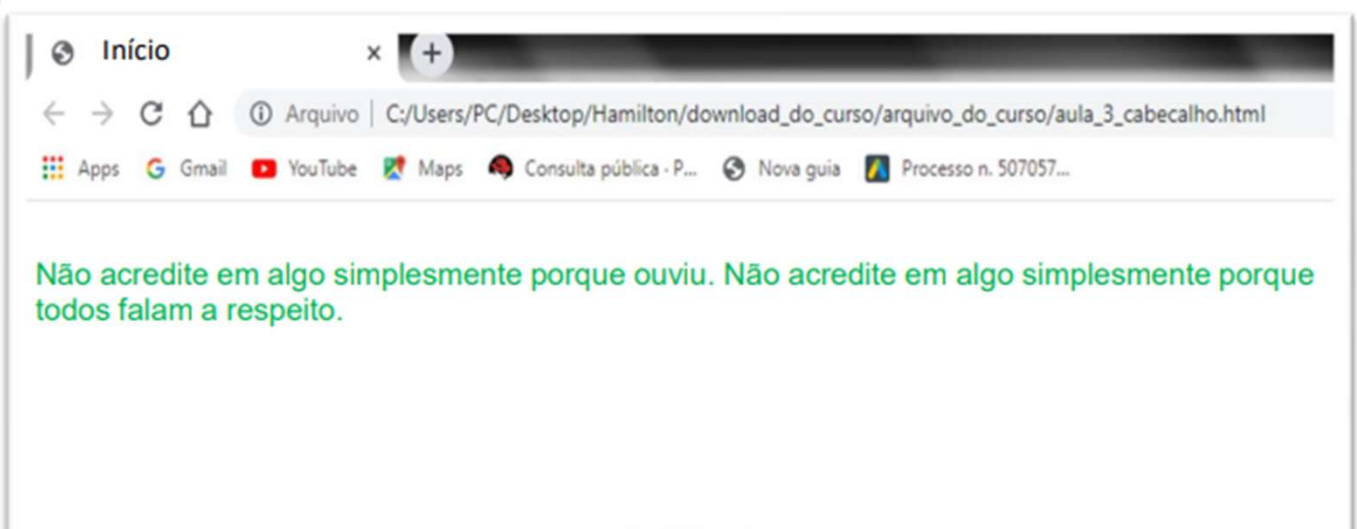 Início × +
Arquivo | C:/Users/PC/Desktop/Hamilton/download_do_curso/arquivo_do_curso/aula_3_cabecalho.html
Apps Gmail YouTube Maps Consulta pública - P... Nova guia Processo n. 507057...
Não acredite em algo simplesmente porque ouviu. Não acredite em algo simplesmente porque
todos falam a respeito.